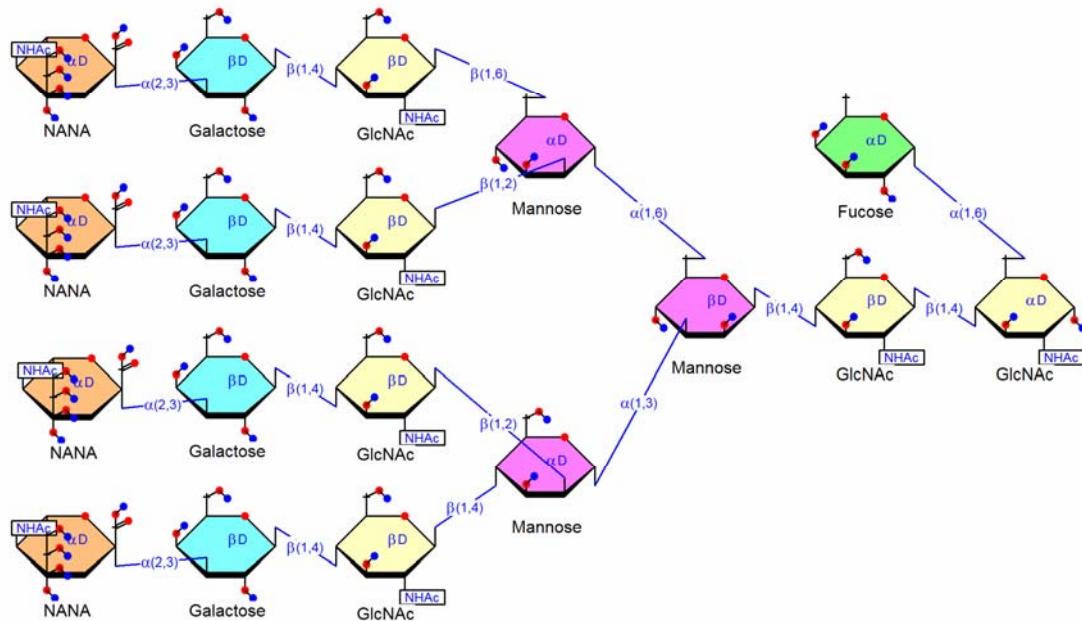 NHAc αD βD βD β(1,6)
α(2,3) β(1,4) β(1,4)
NANA Galactose GlcNAc NHAc
αD αD
Mannose Fucose
NHAc αD βD βD β(1,2)
α(2,3) β(1,4) α(1,6) α(1,6)
NANA Galactose GlcNAc NHAc
βD β(1,4) βD β(1,4) αD
Mannose GlcNAc NHAc GlcNAc NHAc
NHAc αD βD βD
α(2,3) β(1,4) β(1,2) α(1,3)
NANA Galactose GlcNAc NHAc
αD
β(1,4) Mannose
NHAc αD βD βD
α(2,3) β(1,4)
NANA Galactose GlcNAc NHAc